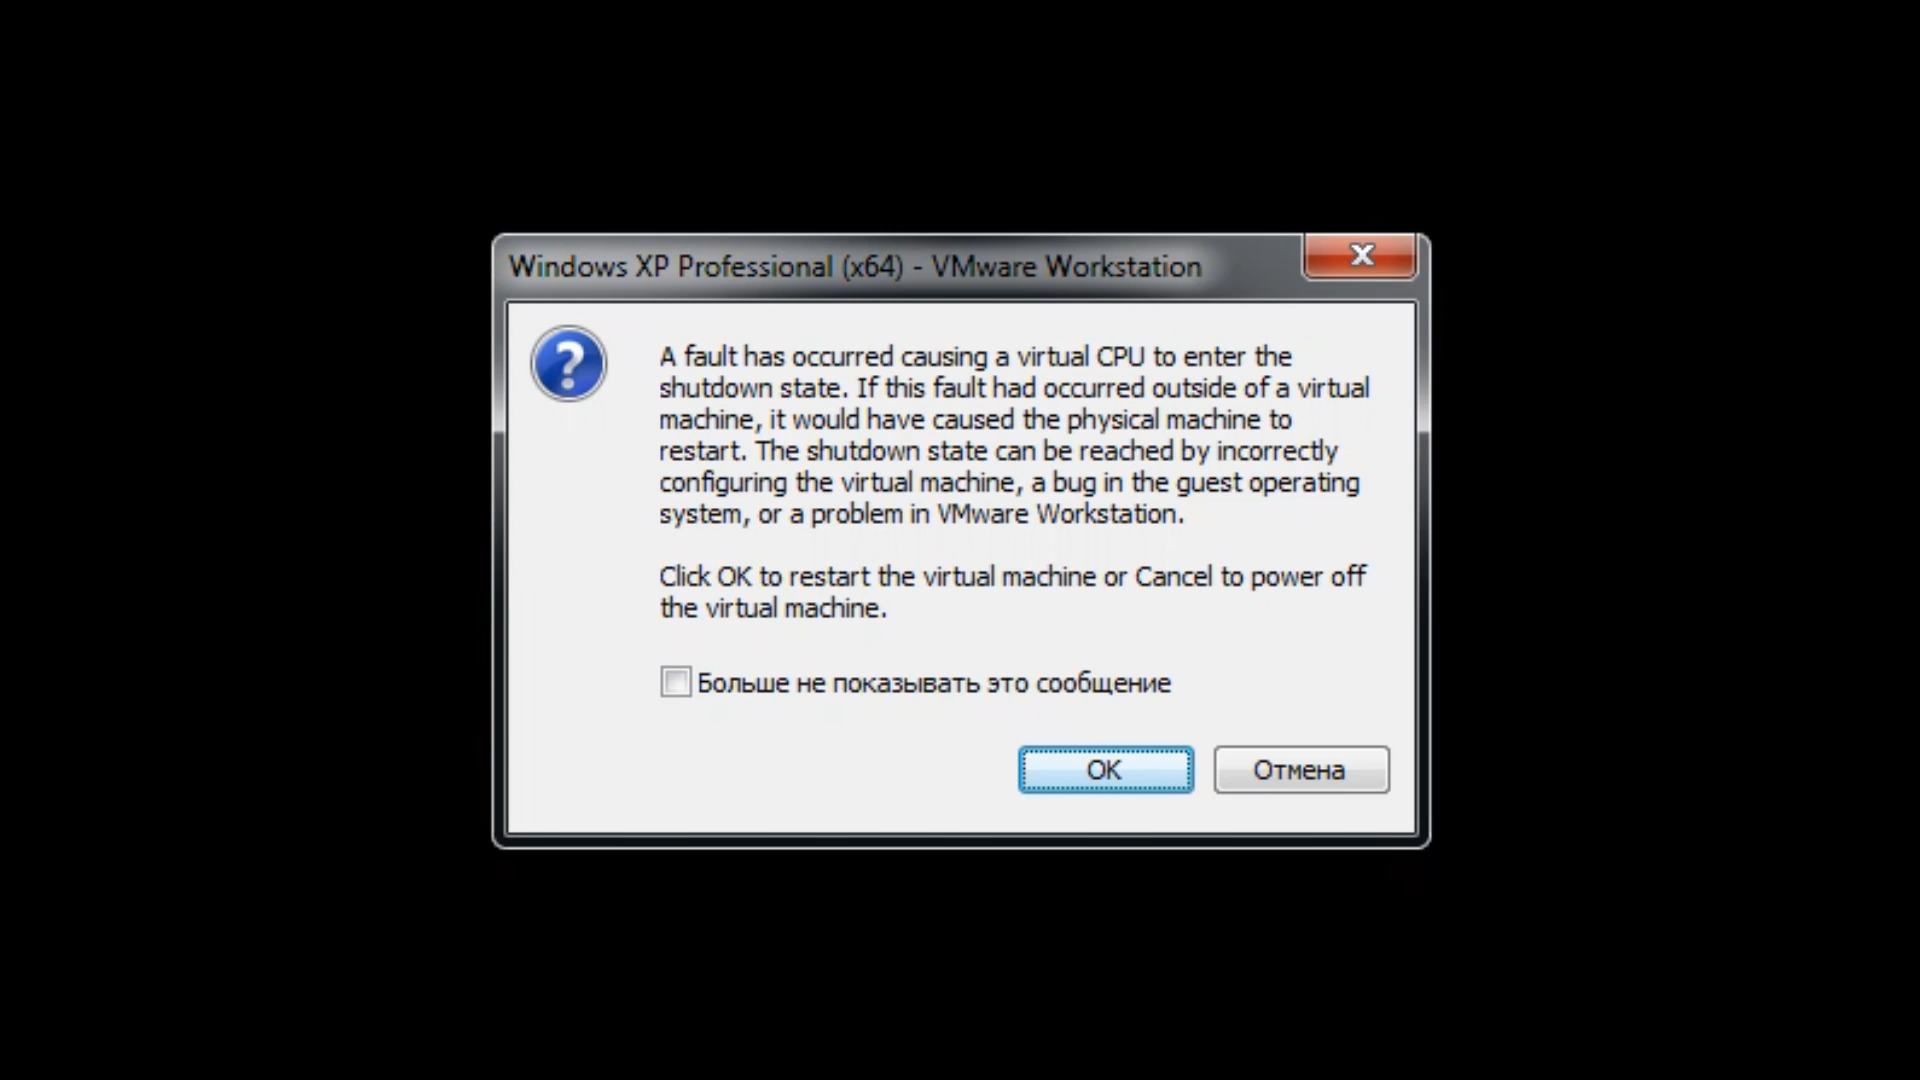 Windows XP Professional (x64) - VMware Workstation
A fault has occurred causing a virtual CPU to enter the
shutdown state. If this fault had occurred outside of a virtual
machine, it would have caused the physical machine to
restart. The shutdown state can be reached by incorrectly
configuring the virtual machine, a bug in the guest operating
system, or a problem in VMware Workstation.
Click OK to restart the virtual machine or Cancel to power off
the virtual machine.
Больше не показывать это сообщение
OK
Отмена